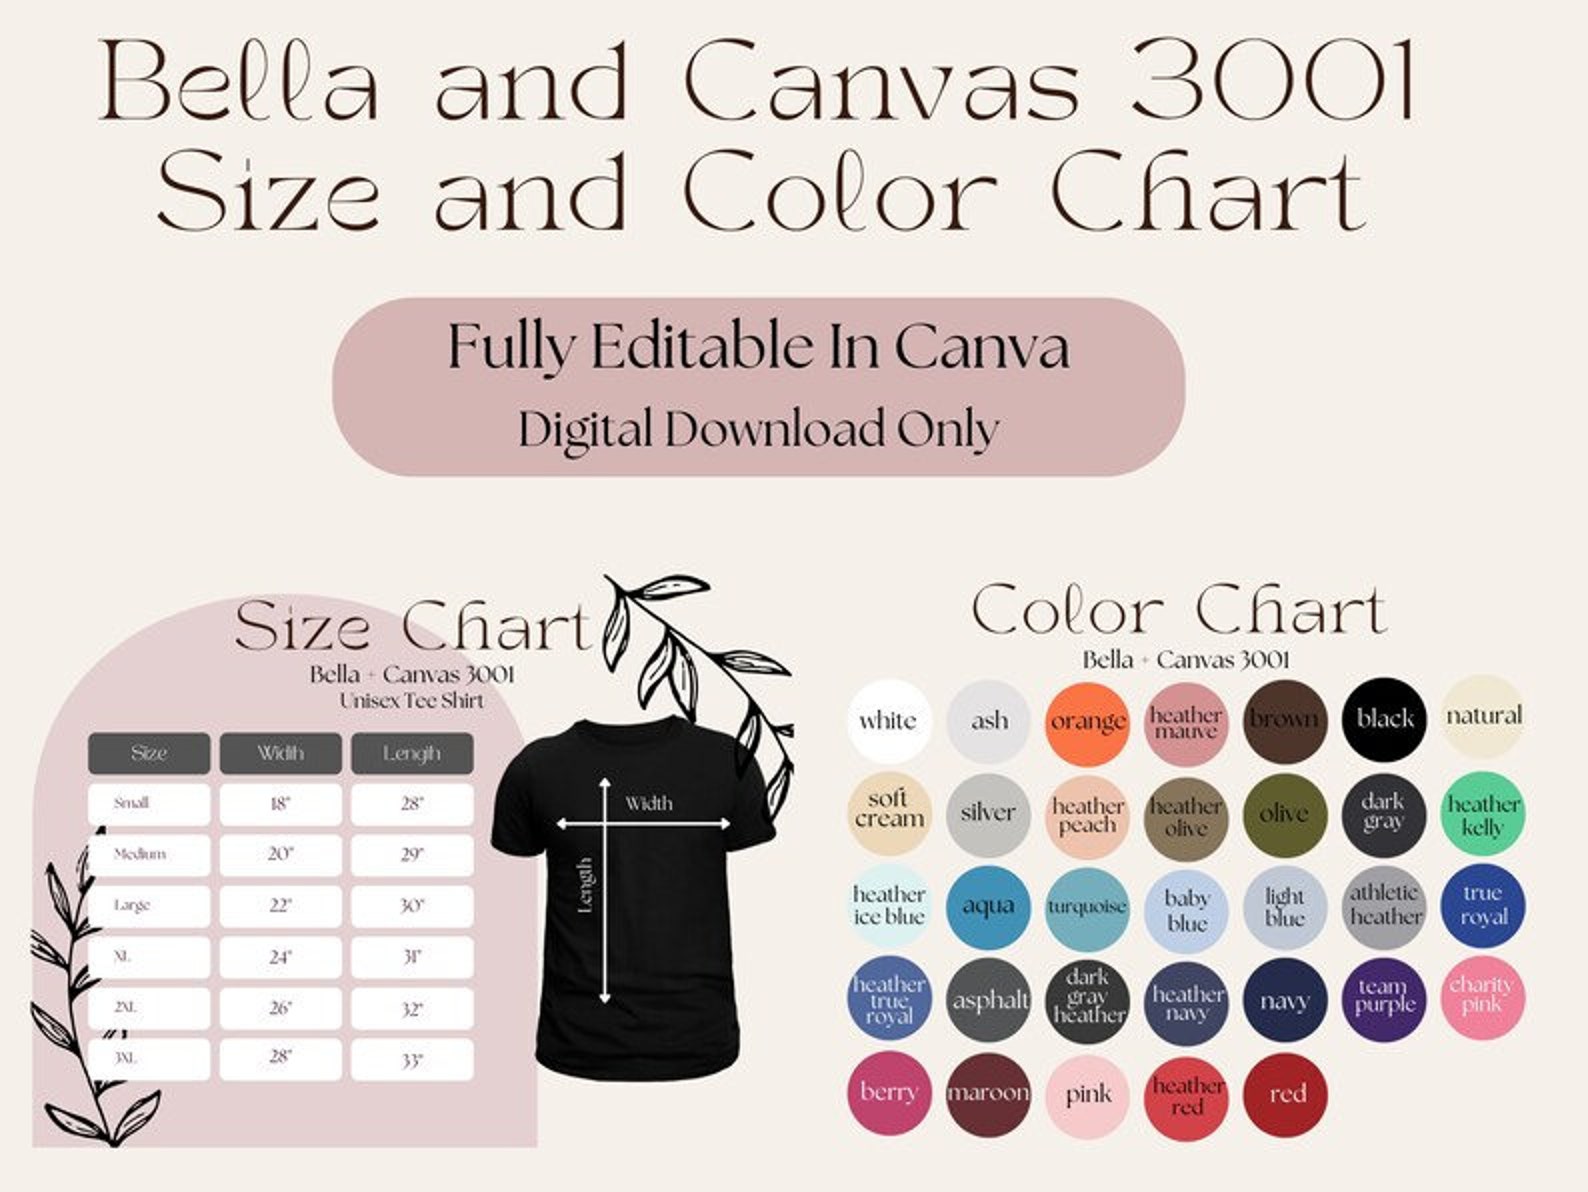 Bella and Canvas 3001
Size and Color Chart
Fully Editable In Canva
Digital Download Only
Size Chart
Bella + Canvas 3001
Unisex Tee Shirt
Size Width Length
Small 18" 28"
Medium 20" 29"
Large 22" 30"
XL 24" 31"
2XL 26" 32"
3XL 28" 33"
Width
Length
Color Chart
Bella + Canvas 3001
white
ash
orange
heather
mauve
brown
black
natural
soft
cream
silver
heather
peach
heather
olive
olive
dark
gray
heather
kelly
heather
ice blue
aqua
turquoise
baby
blue
light
blue
athletic
heather
true
royal
heather
true
royal
asphalt
dark
gray
heather
heather
navy
navy
team
purple
charity
pink
berry
maroon
pink
heather
red
red